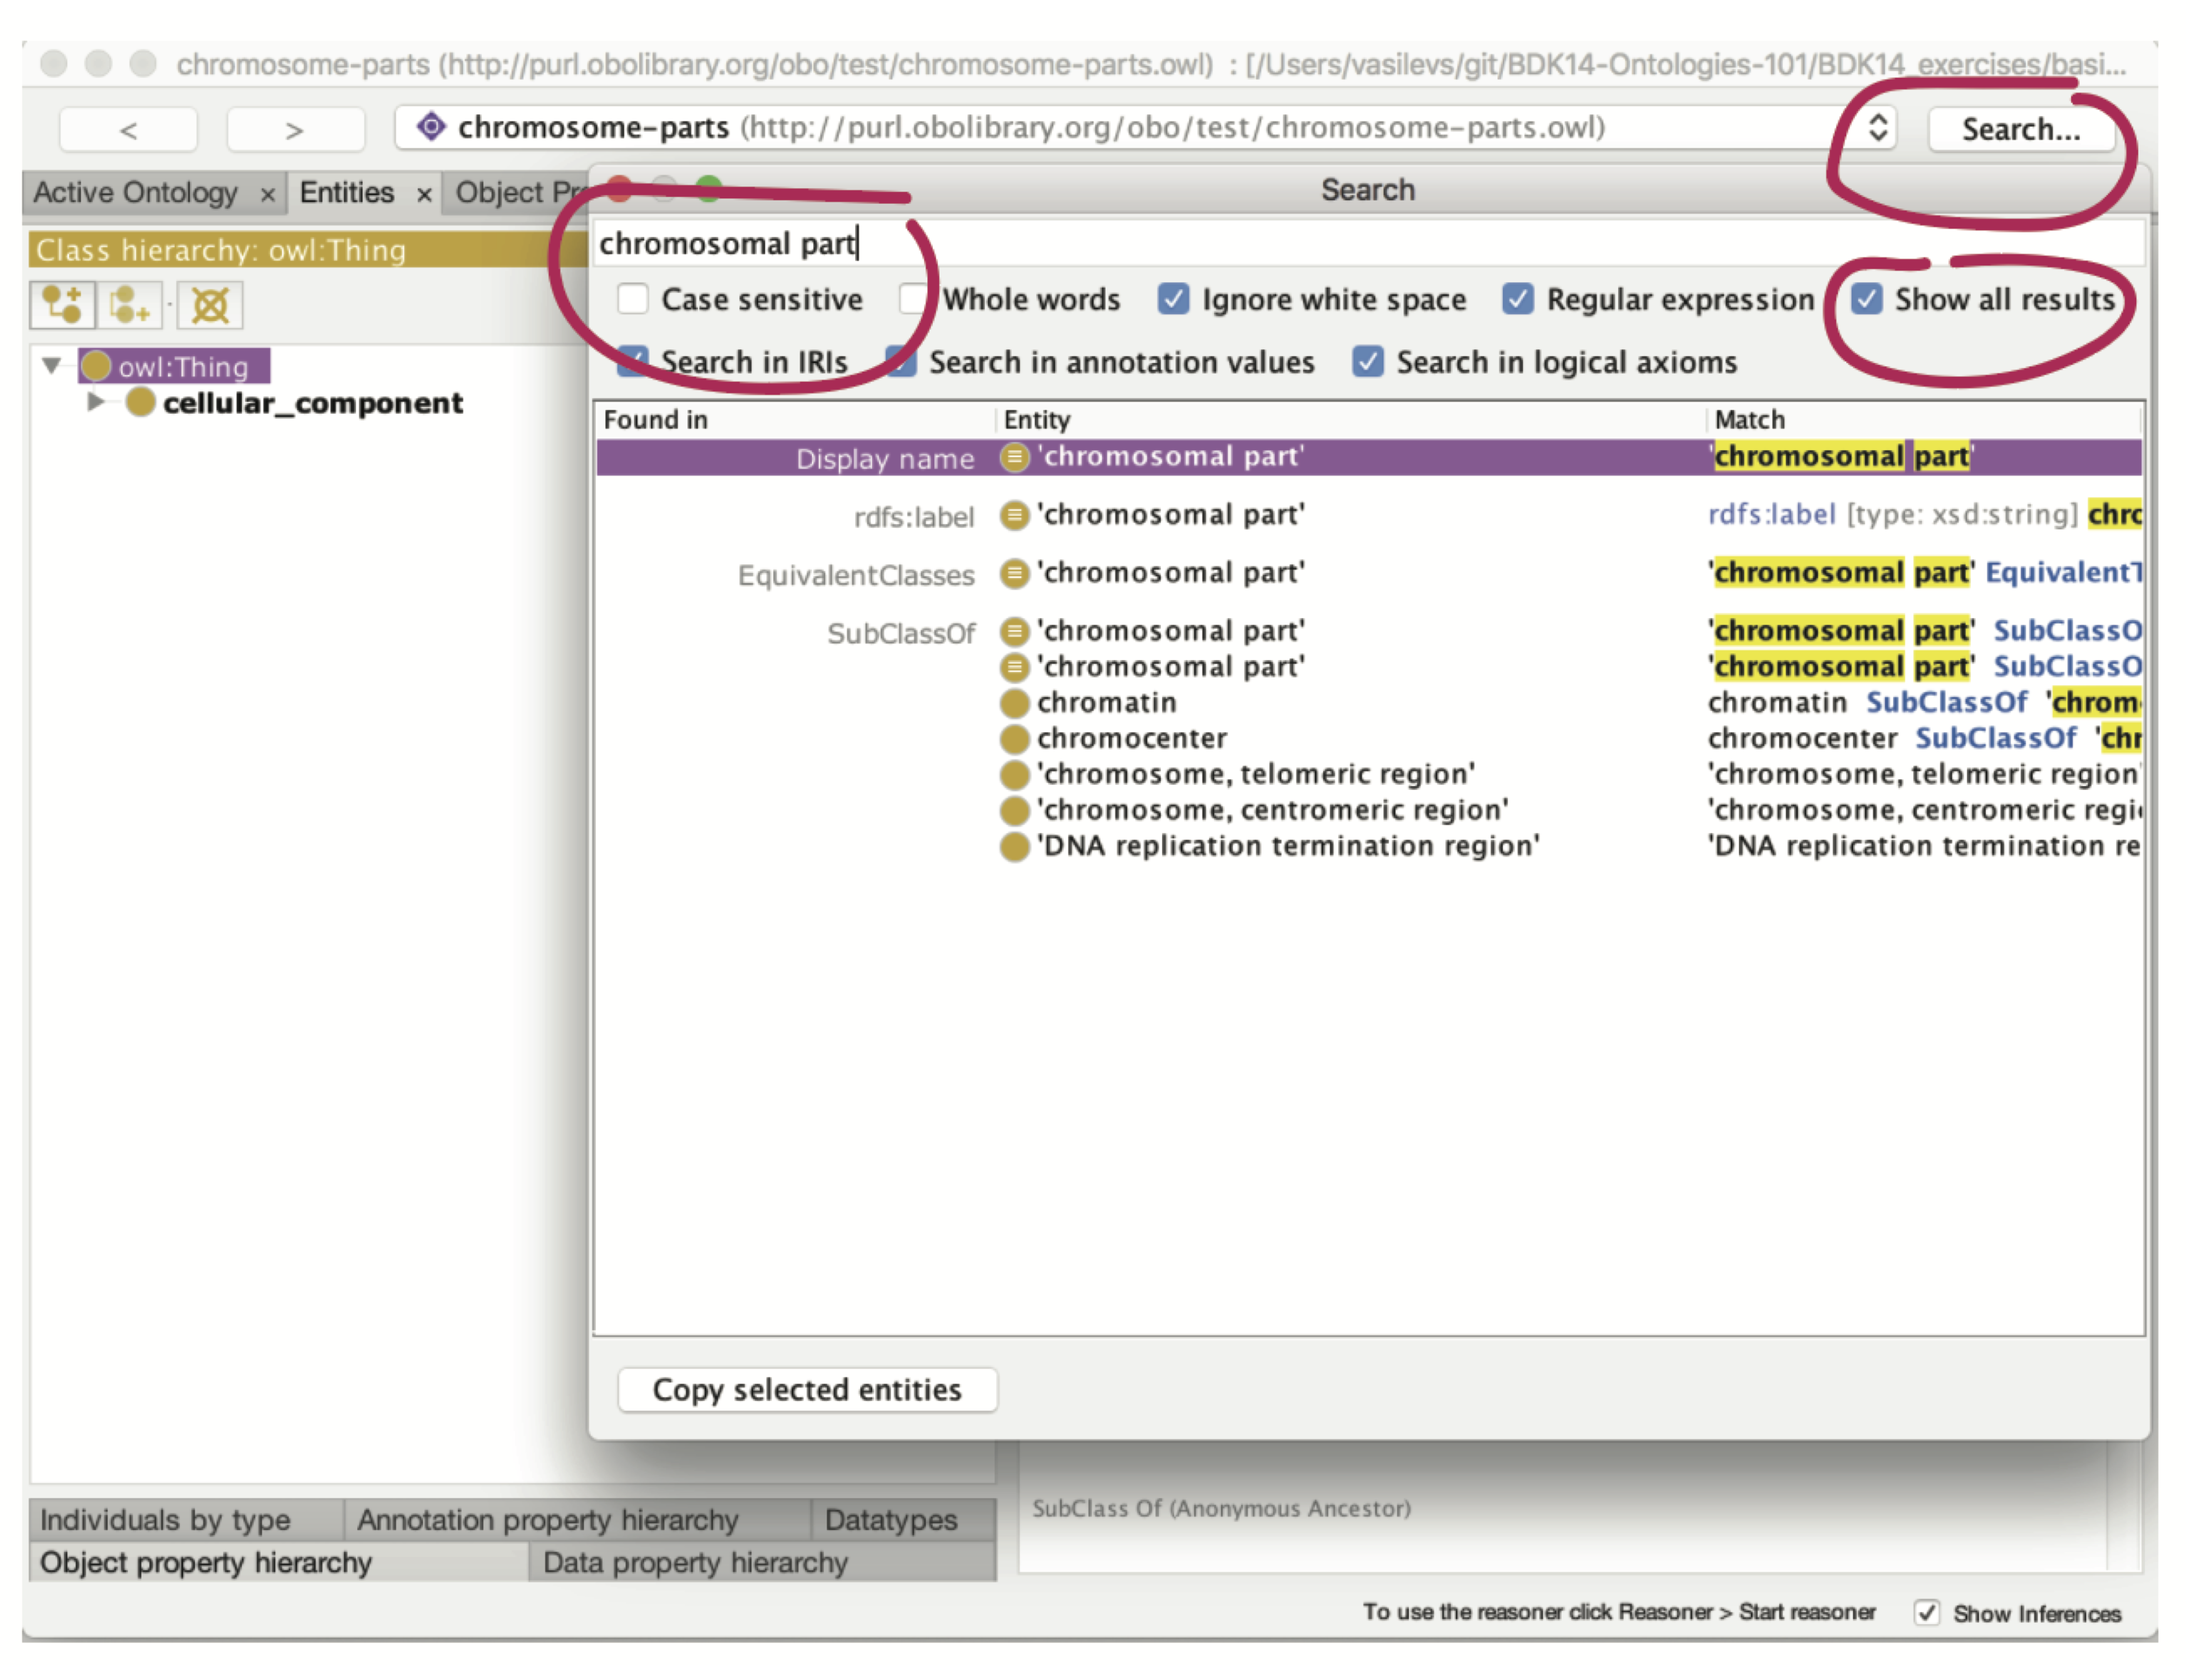 chromosome-parts (http://purl.obolibrary.org/obo/test/chromosome-parts.owl) : [/Users/vasilevs/git/BDK14-Ontologies-101/BDK14_exercises/basi...
< > chromosome-parts (http://purl.obolibrary.org/obo/test/chromosome-parts.owl) Search...
Active Ontology × Entities × Object Pr
Search
Class hierarchy: owl:Thing
chromosomal part
Case sensitive Whole words Ignore white space Regular expression Show all results
Search in IRIs Search in annotation values Search in logical axioms
owl:Thing
cellular_component
Found in Entity Match
Display name 'chromosomal part' 'chromosomal part'
rdfs:label 'chromosomal part' rdfs:label [type: xsd:string] chro
EquivalentClasses 'chromosomal part' 'chromosomal part' EquivalentT
SubClassOf 'chromosomal part' 'chromosomal part' SubClassO
'chromosomal part' 'chromosomal part' SubClassO
chromatin chromatin SubClassOf 'chrom
chromocenter chromocenter SubClassOf 'chr
'chromosome, telomeric region' 'chromosome, telomeric region'
'chromosome, centromeric region' 'chromosome, centromeric regi
'DNA replication termination region' 'DNA replication termination re
Copy selected entities
SubClass Of (Anonymous Ancestor)
Individuals by type Annotation property hierarchy Datatypes
Object property hierarchy Data property hierarchy
To use the reasoner click Reasoner > Start reasoner Show Inferences